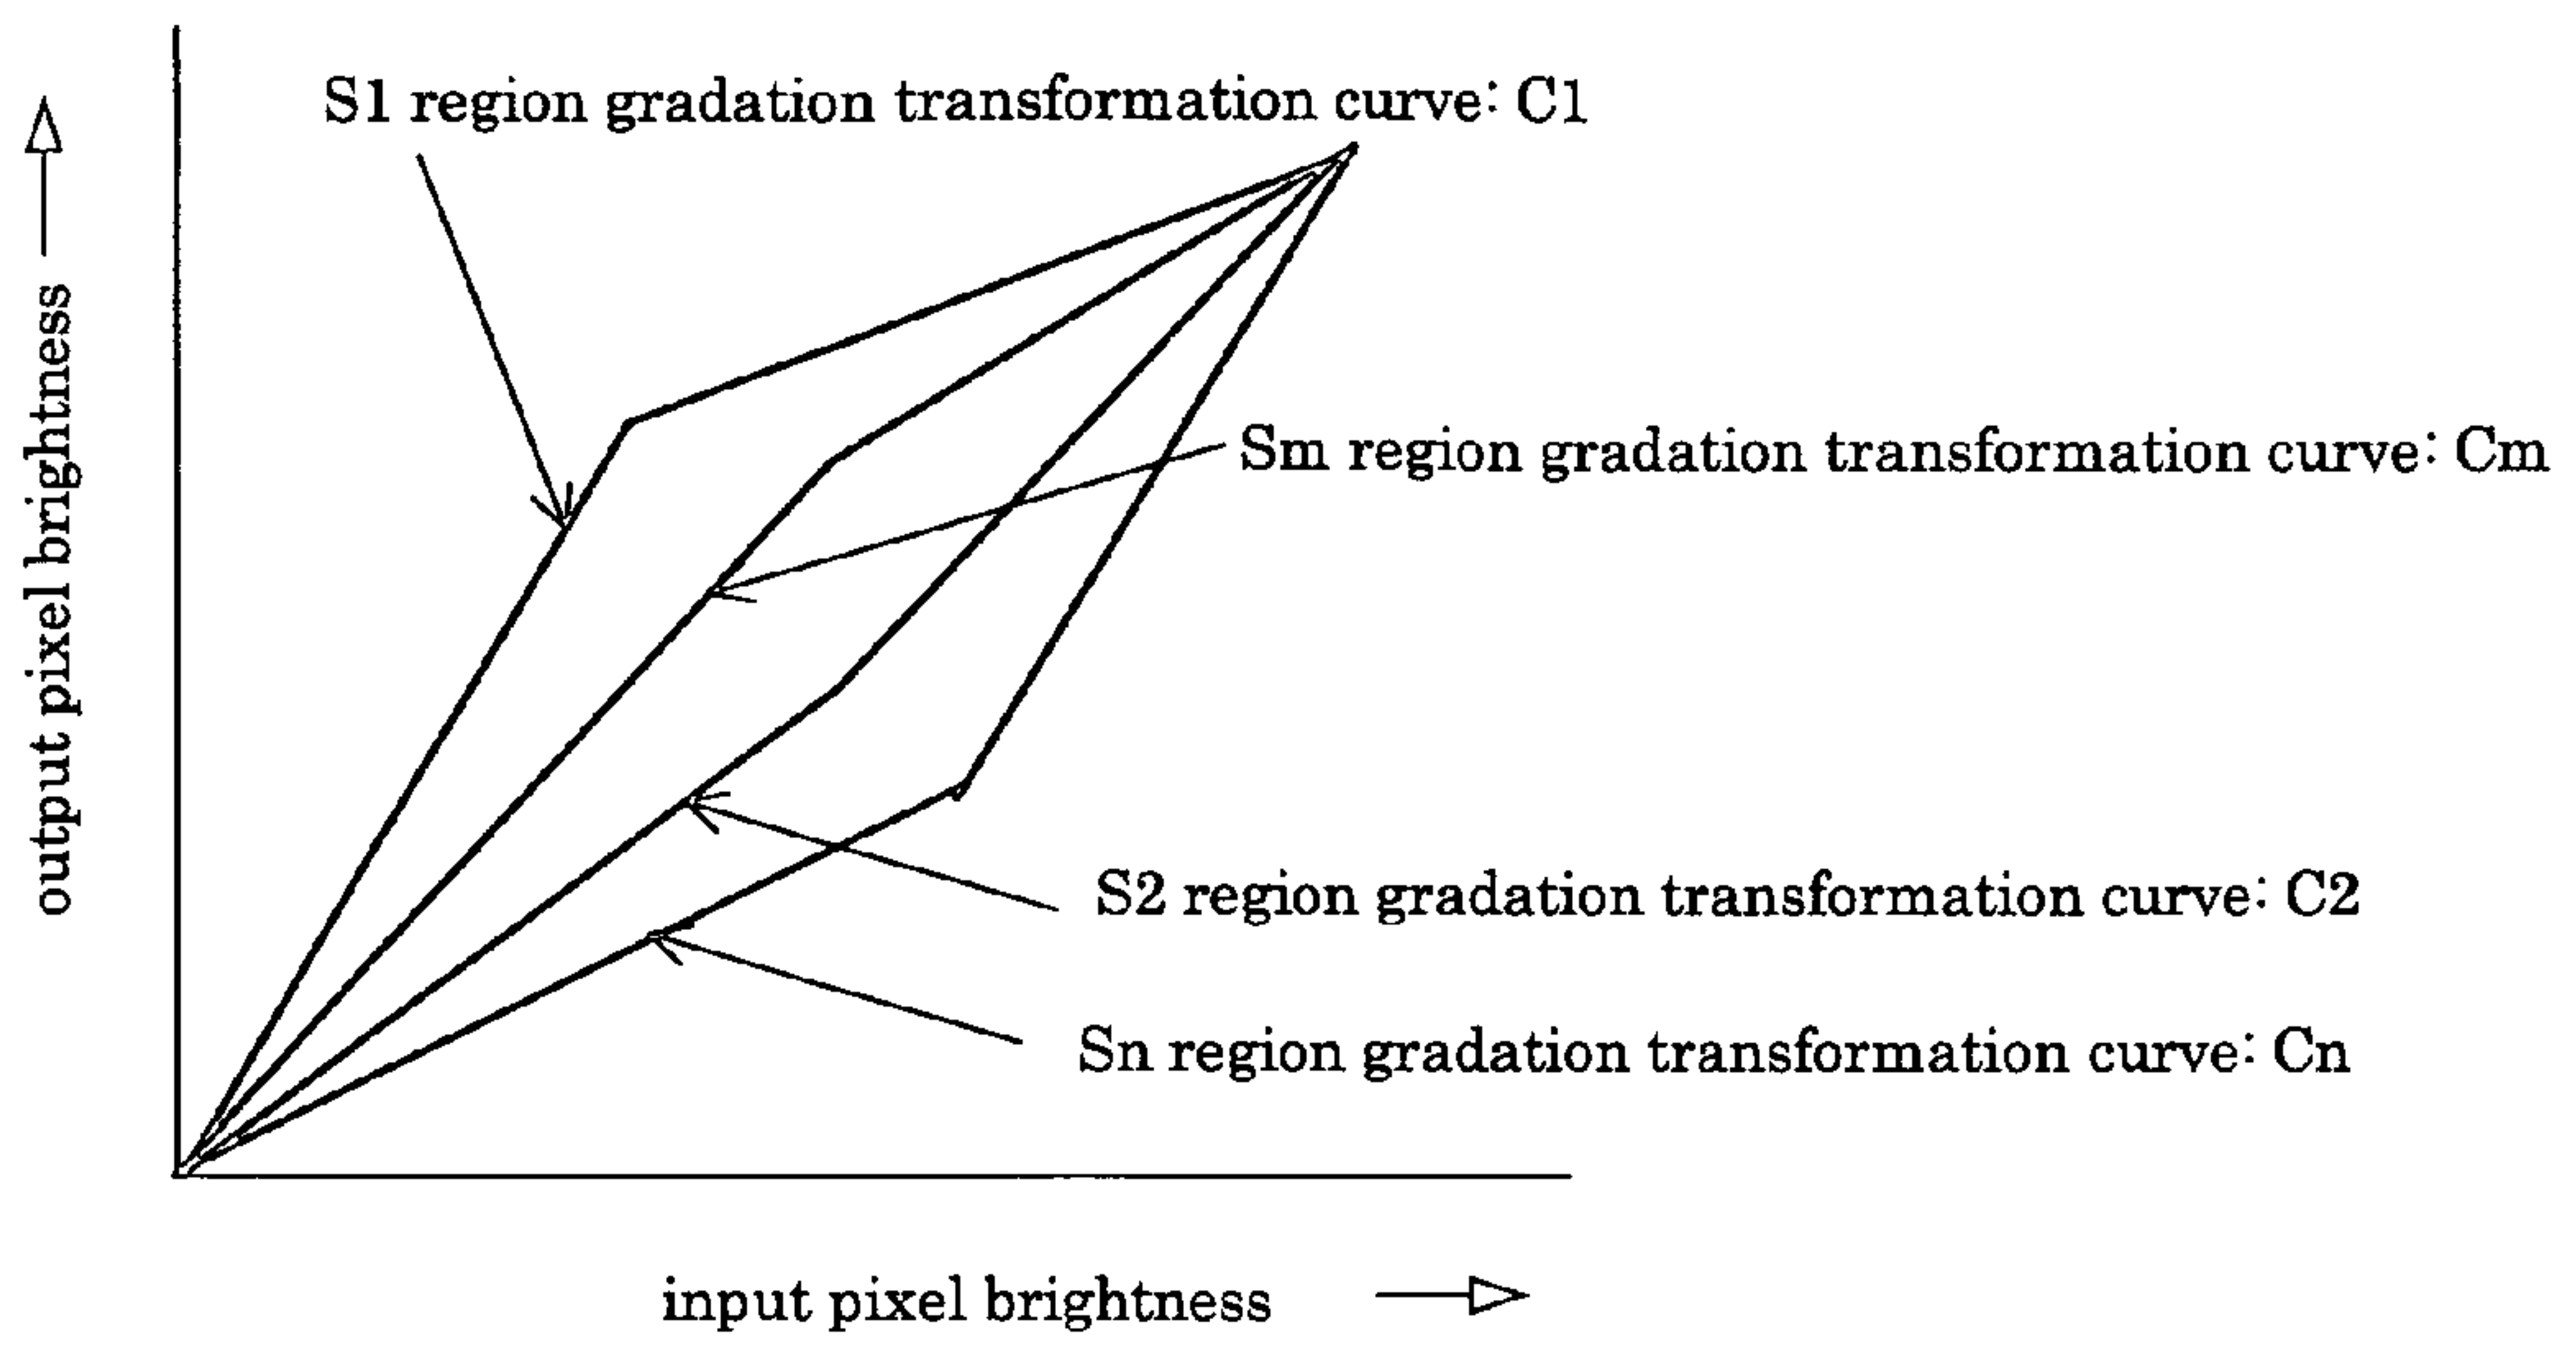 S1 region gradation transformation curve: C1
output pixel brightness
Sm region gradation transformation curve: Cm
S2 region gradation transformation curve: C2
Sn region gradation transformation curve: Cn
input pixel brightness